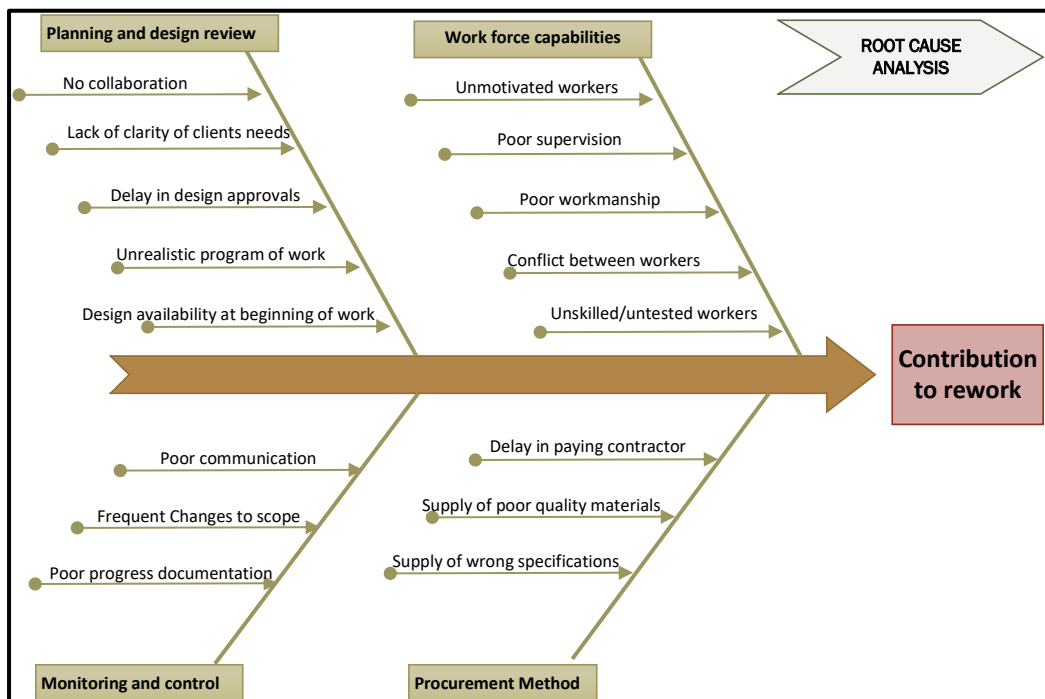 Planning and design review
No collaboration
Lack of clarity of clients needs
Delay in design approvals
Unrealistic program of work
Design availability at beginning of work
Work force capabilities
Unmotivated workers
Poor supervision
Poor workmanship
Conflict between workers
Unskilled/untested workers
ROOT CAUSE
ANALYSIS
Contribution
to rework
Poor communication
Frequent Changes to scope
Poor progress documentation
Monitoring and control
Delay in paying contractor
Supply of poor quality materials
Supply of wrong specifications
Procurement Method